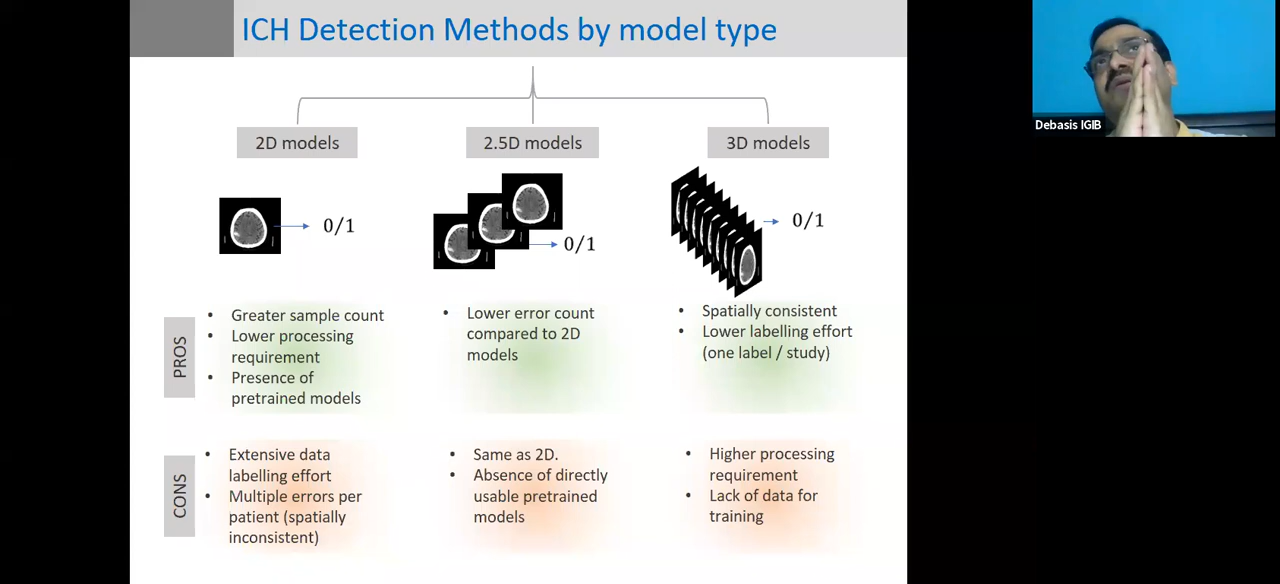 ICH Detection Methods by model type
Debasis IGIB
2D models
2.5D models
3D models
0/1
0/1
0/1
PROS
• Greater sample count
• Lower processing
requirement
• Presence of
pretrained models
• Lower error count
compared to 2D
models
• Spatially consistent
• Lower labelling effort
(one label / study)
CONS
• Extensive data
labelling effort
• Multiple errors per
patient (spatially
inconsistent)
• Same as 2D.
• Absence of directly
usable pretrained
models
• Higher processing
requirement
• Lack of data for
training